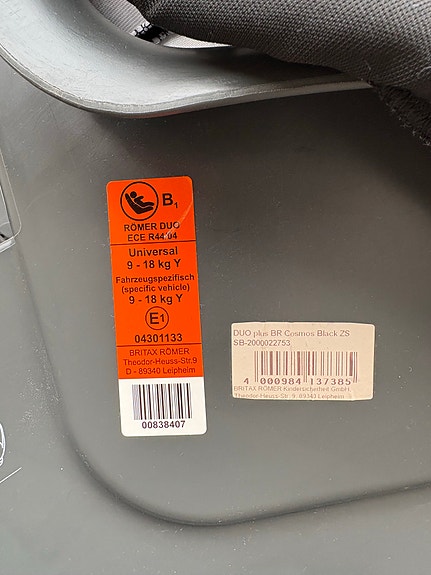 B1
RÖMER DUO
ECE R44/04
Universal
9 - 18 kg Y
Fahrzeugspezifisch
(specific vehicle)
9 - 18 kg Y
E1
04301133
BRITAX RÖMER
Theodor-Heuss-Str.9
D - 89340 Leipheim
00838407
DUO plus BR Cosmos Black ZS
SB-2000022753
4 000984 137385
BRITAX RÖMER Kindersicherheit GmbH
Theodor-Heuss-Str. 9, 89340 Leipheim